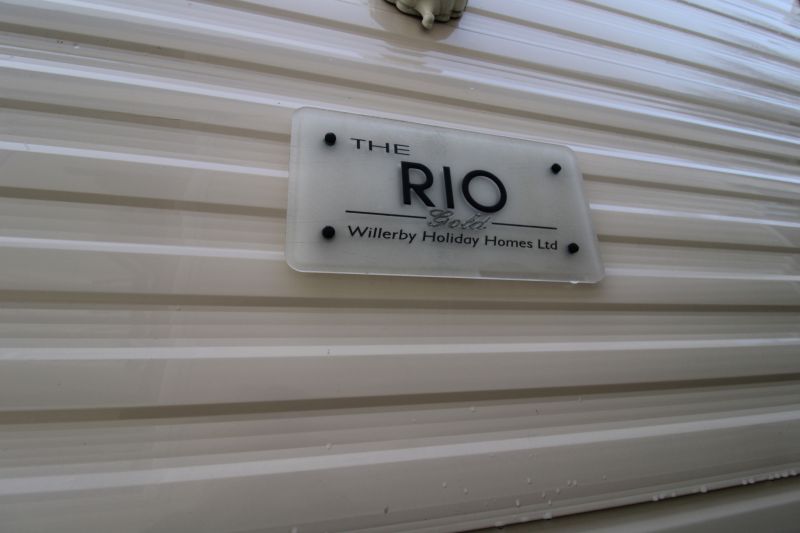 THE
RIO
Gold
Willerby Holiday Homes Ltd